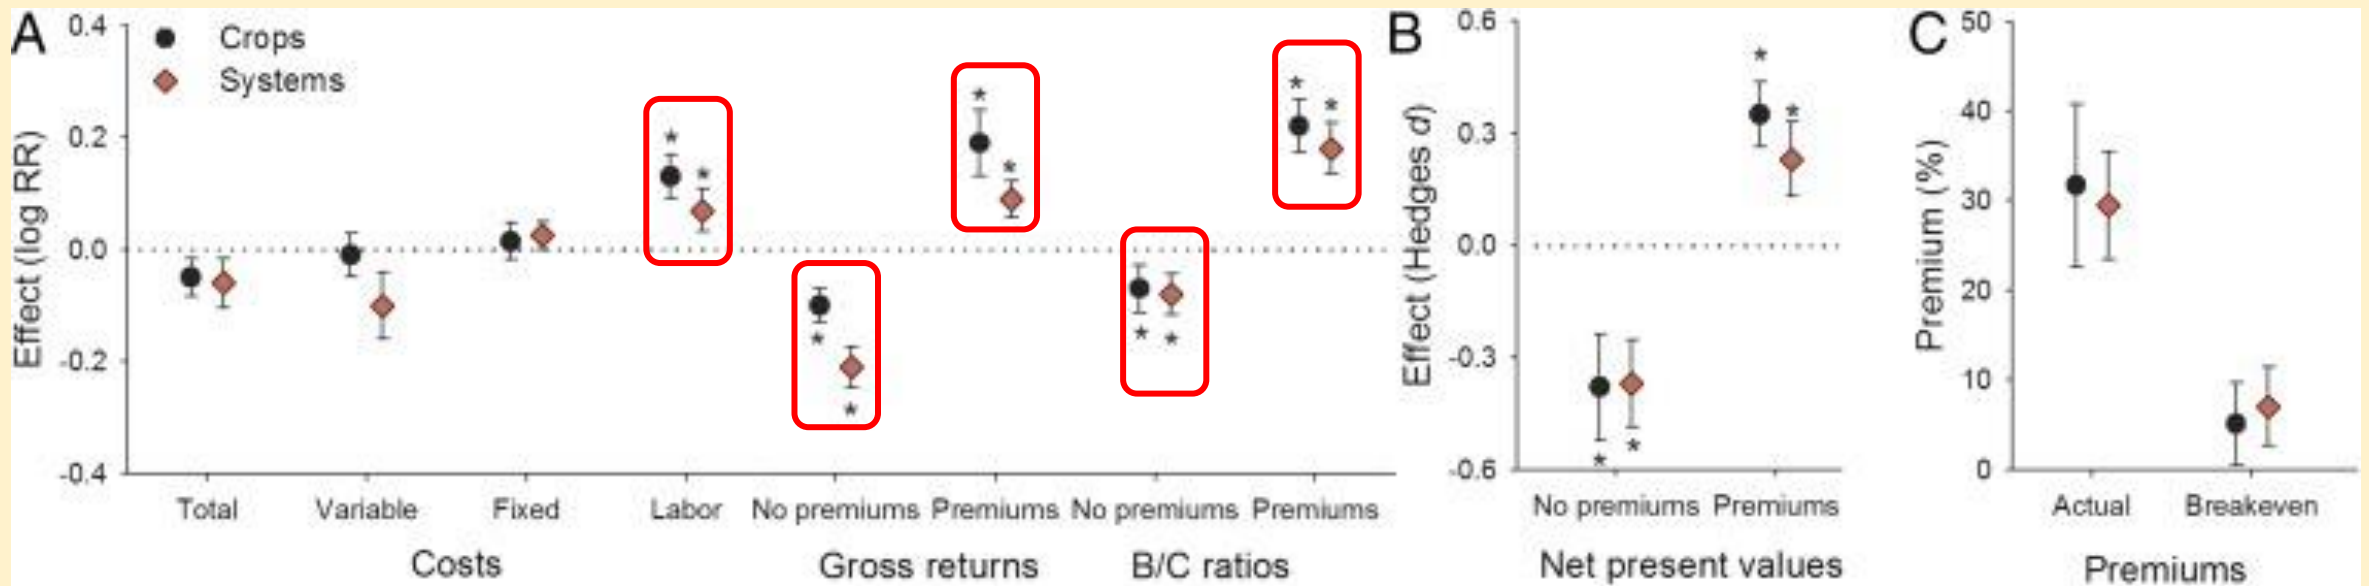 A
Effect (log RR)
0.4
0.2
0.0
-0.2
-0.4
Crops
Systems
*
*
*
*
*
*
*
*
*
*
Total Variable Fixed Labor No premiums Premiums No premiums Premiums
Costs Gross returns B/C ratios
B
Effect (Hedges d)
0.6
0.3
0.0
-0.3
-0.6
*
*
*
*
No premiums Premiums
Net present values
C
Premium (%)
50
40
30
20
10
0
Actual Breakeven
Premiums